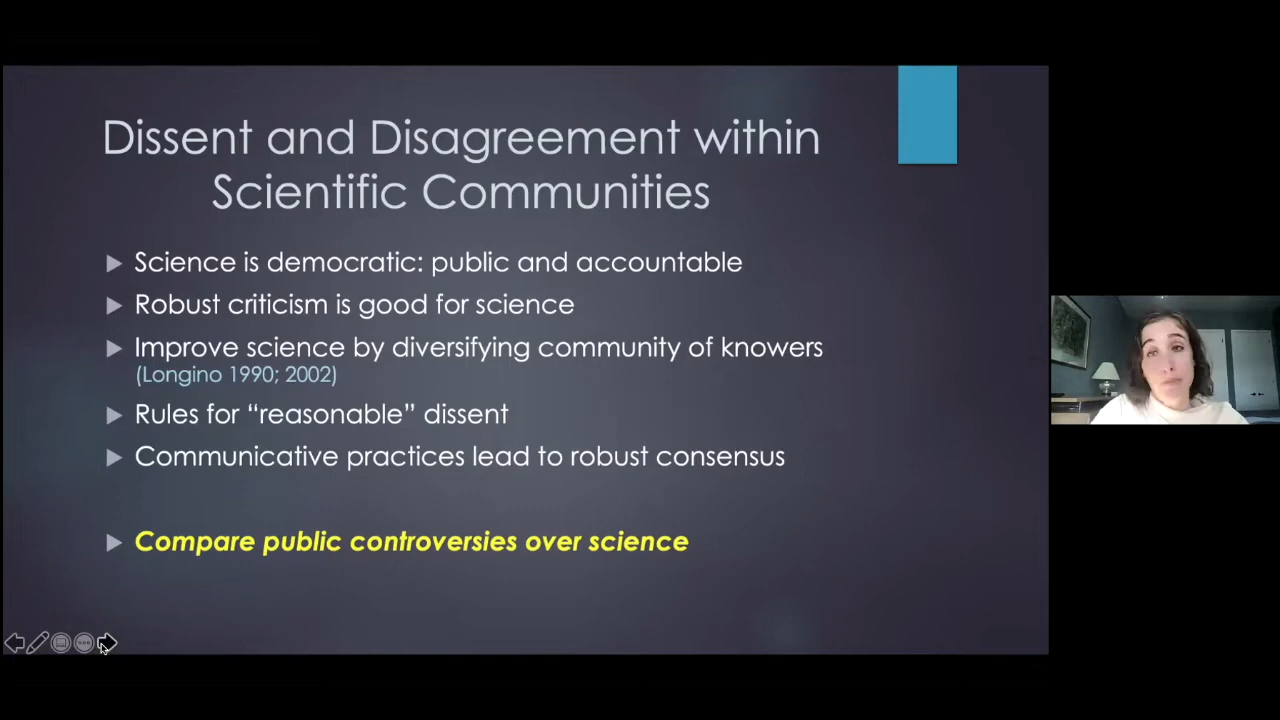 Dissent and Disagreement within
Scientific Communities
Science is democratic: public and accountable
Robust criticism is good for science
Improve science by diversifying community of knowers
(Longino 1990; 2002)
Rules for “reasonable” dissent
Communicative practices lead to robust consensus
Compare public controversies over science